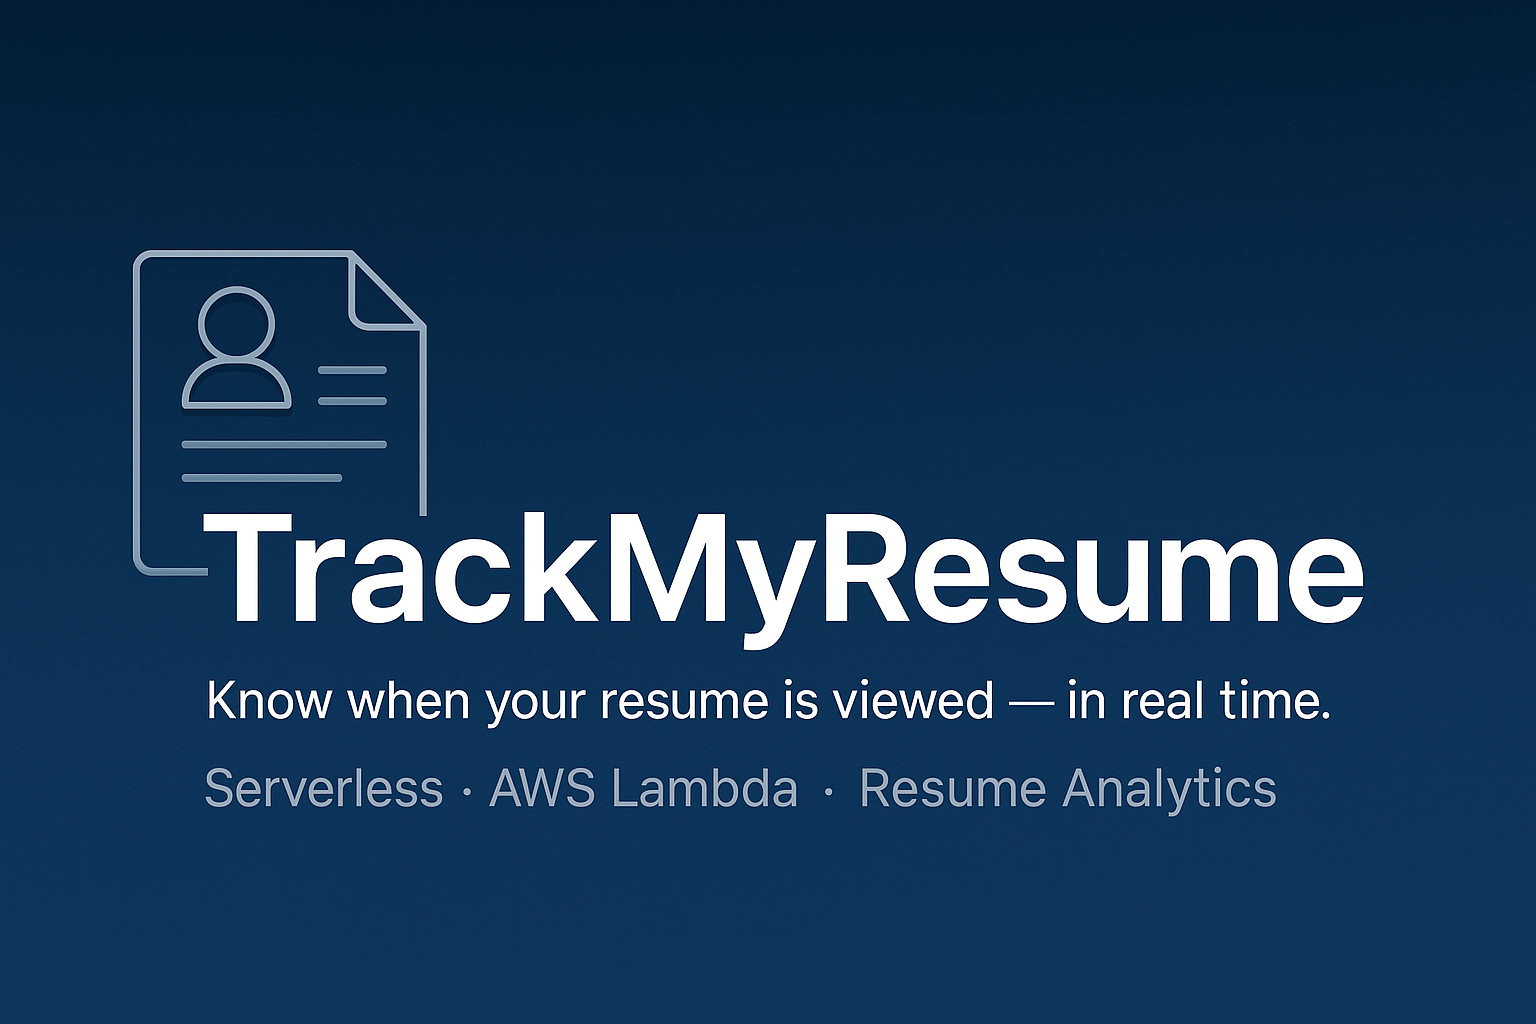 TrackMyResume
Know when your resume is viewed — in real time.
Serverless · AWS Lambda · Resume Analytics